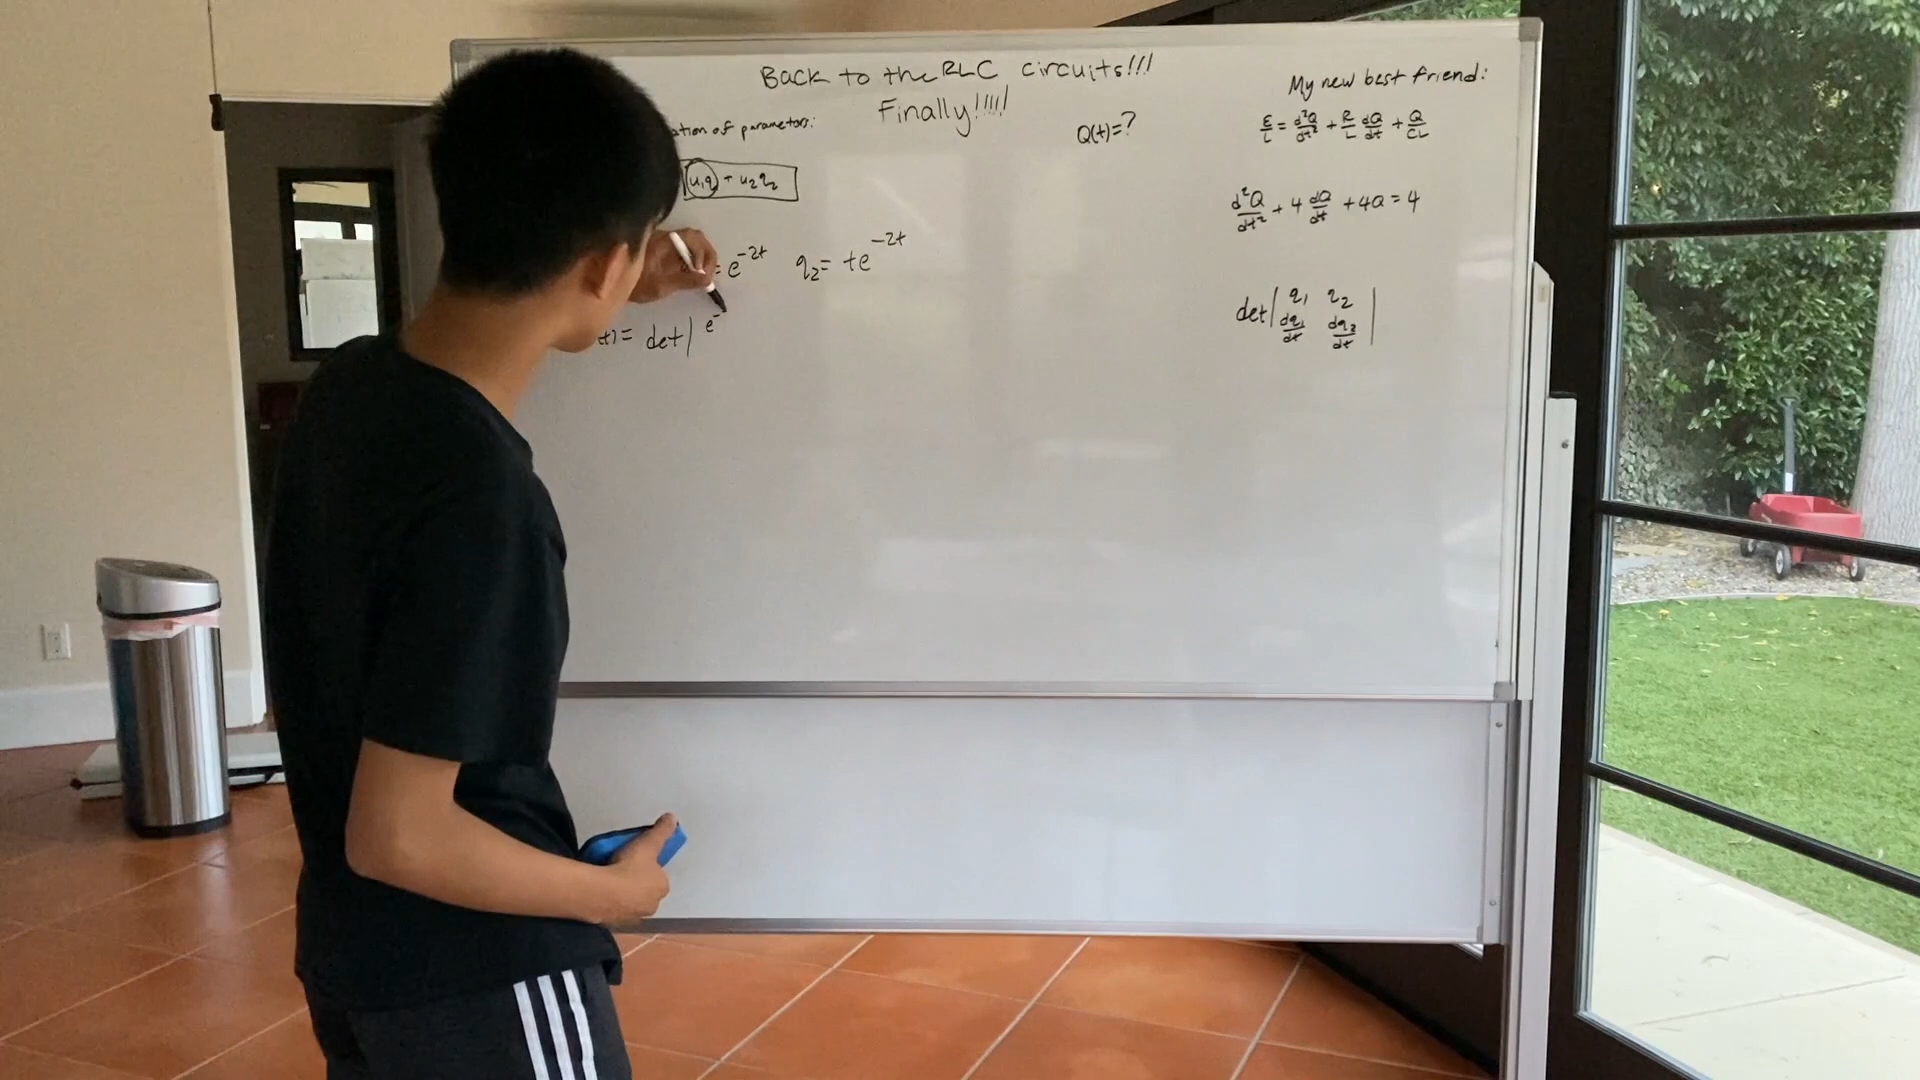 Back to the RLC circuits!!!
Finally!!!!!
ation of parameters:
u₁q₁ + u₂q₂
= e^-2t q₂ = te^-2t
(t) = det| e^-
Q(t)=?
My new best friend:
E/L = d²Q/dt² + R/L dQ/dt + Q/CL
d²Q/dt² + 4 dQ/dt + 4Q = 4
det| q₁ q₂
dq₁/dt dq₂/dt |